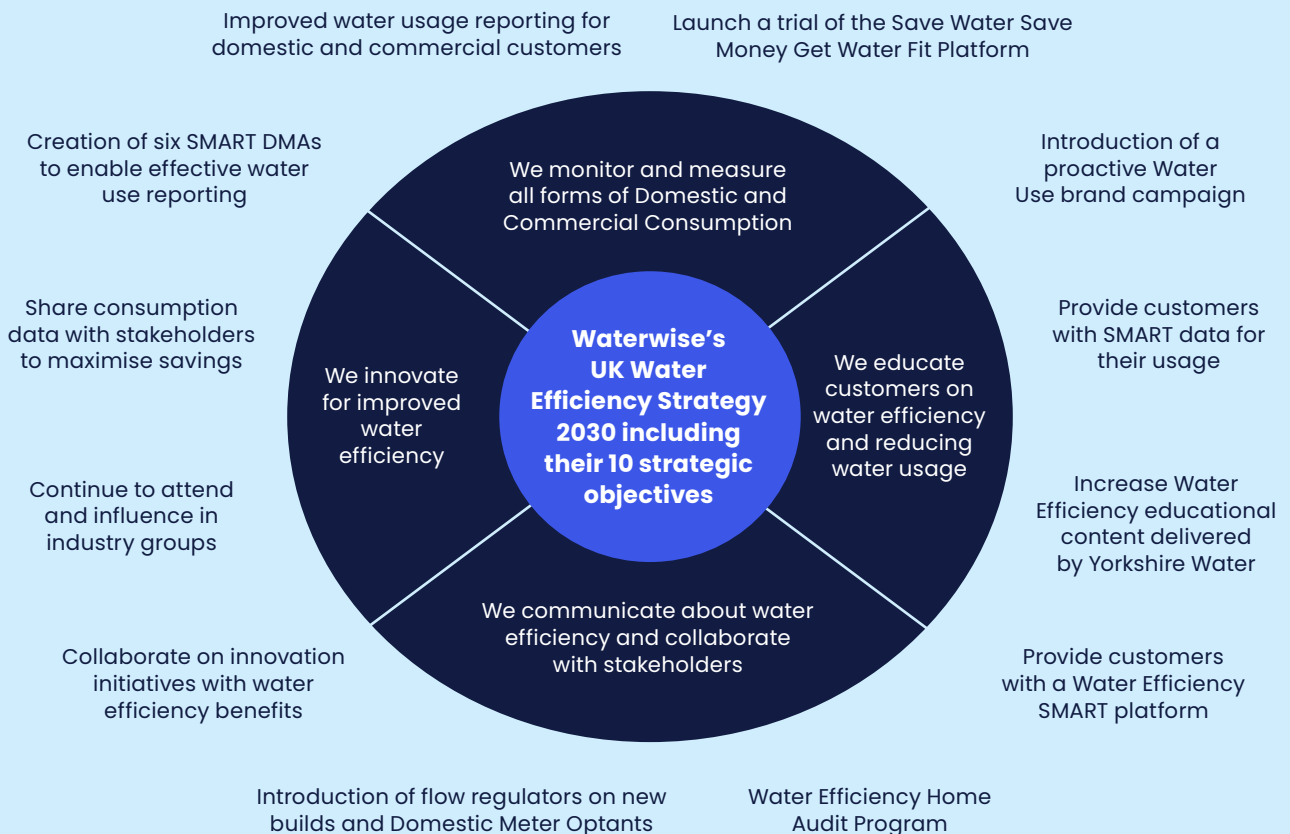 Improved water usage reporting for
domestic and commercial customers
Launch a trial of the Save Water Save
Money Get Water Fit Platform
Creation of six SMART DMAs
to enable effective water
use reporting
We monitor and measure
all forms of Domestic and
Commercial Consumption
Introduction of a
proactive Water
Use brand campaign
Share consumption
data with stakeholders
to maximise savings
We innovate
for improved
water
efficiency
Waterwise’s
UK Water
Efficiency Strategy
2030 including
their 10 strategic
objectives
We educate
customers on
water efficiency
and reducing
water usage
Provide customers
with SMART data for
their usage
Continue to attend
and influence in
industry groups
Increase Water
Efficiency educational
content delivered
by Yorkshire Water
We communicate about water
efficiency and collaborate
with stakeholders
Collaborate on innovation
initiatives with water
efficiency benefits
Provide customers
with a Water Efficiency
SMART platform
Introduction of flow regulators on new
builds and Domestic Meter Optants
Water Efficiency Home
Audit Program